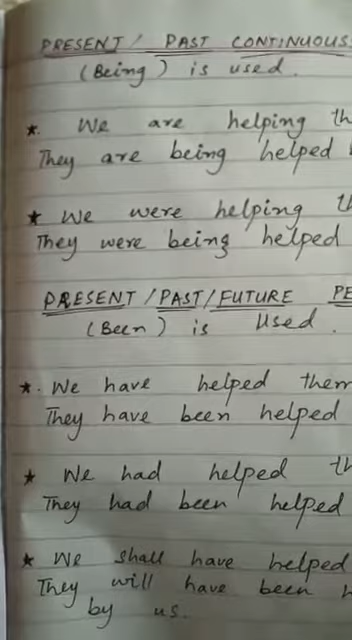 PRESENT/ PAST CONTINUOUS
(Being) is used.
★. We are helping
They are being helped
★ We were helping
They were being helped
PRESENT/PAST/FUTURE
(Been) is Used.
★. We have helped them
They have been helped
★ We had helped
They had been helped
★ We shall have helped
They will have been
by us.